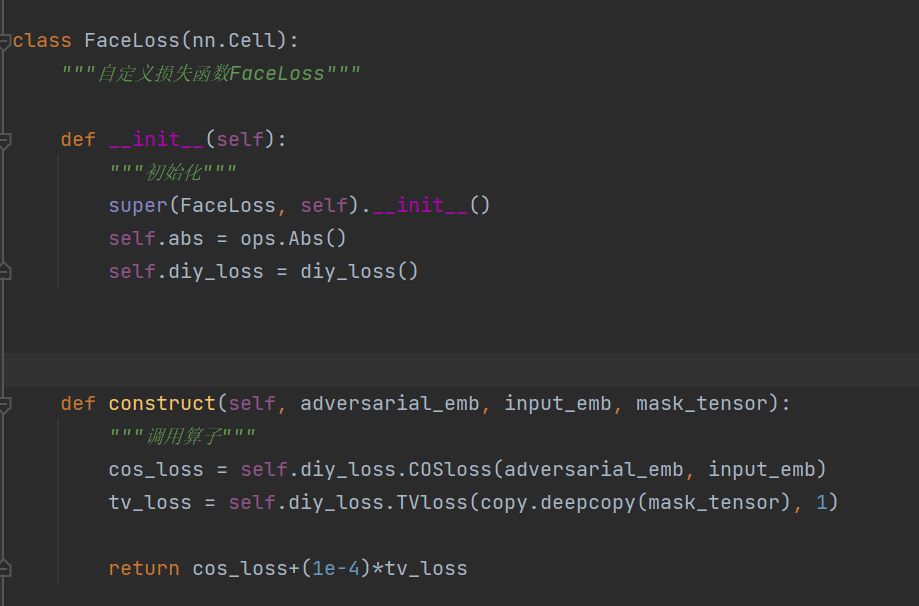 class FaceLoss(nn.Cell):
    """自定义损失函数FaceLoss"""
    def __init__(self):
        """初始化"""
        super(FaceLoss, self).__init__()
        self.abs = ops.Abs()
        self.diy_loss = diy_loss()
    def construct(self, adversarial_emb, input_emb, mask_tensor):
        """调用算子"""
        cos_loss = self.diy_loss.COSloss(adversarial_emb, input_emb)
        tv_loss = self.diy_loss.TVloss(copy.deepcopy(mask_tensor), 1)
        return cos_loss+(1e-4)*tv_loss